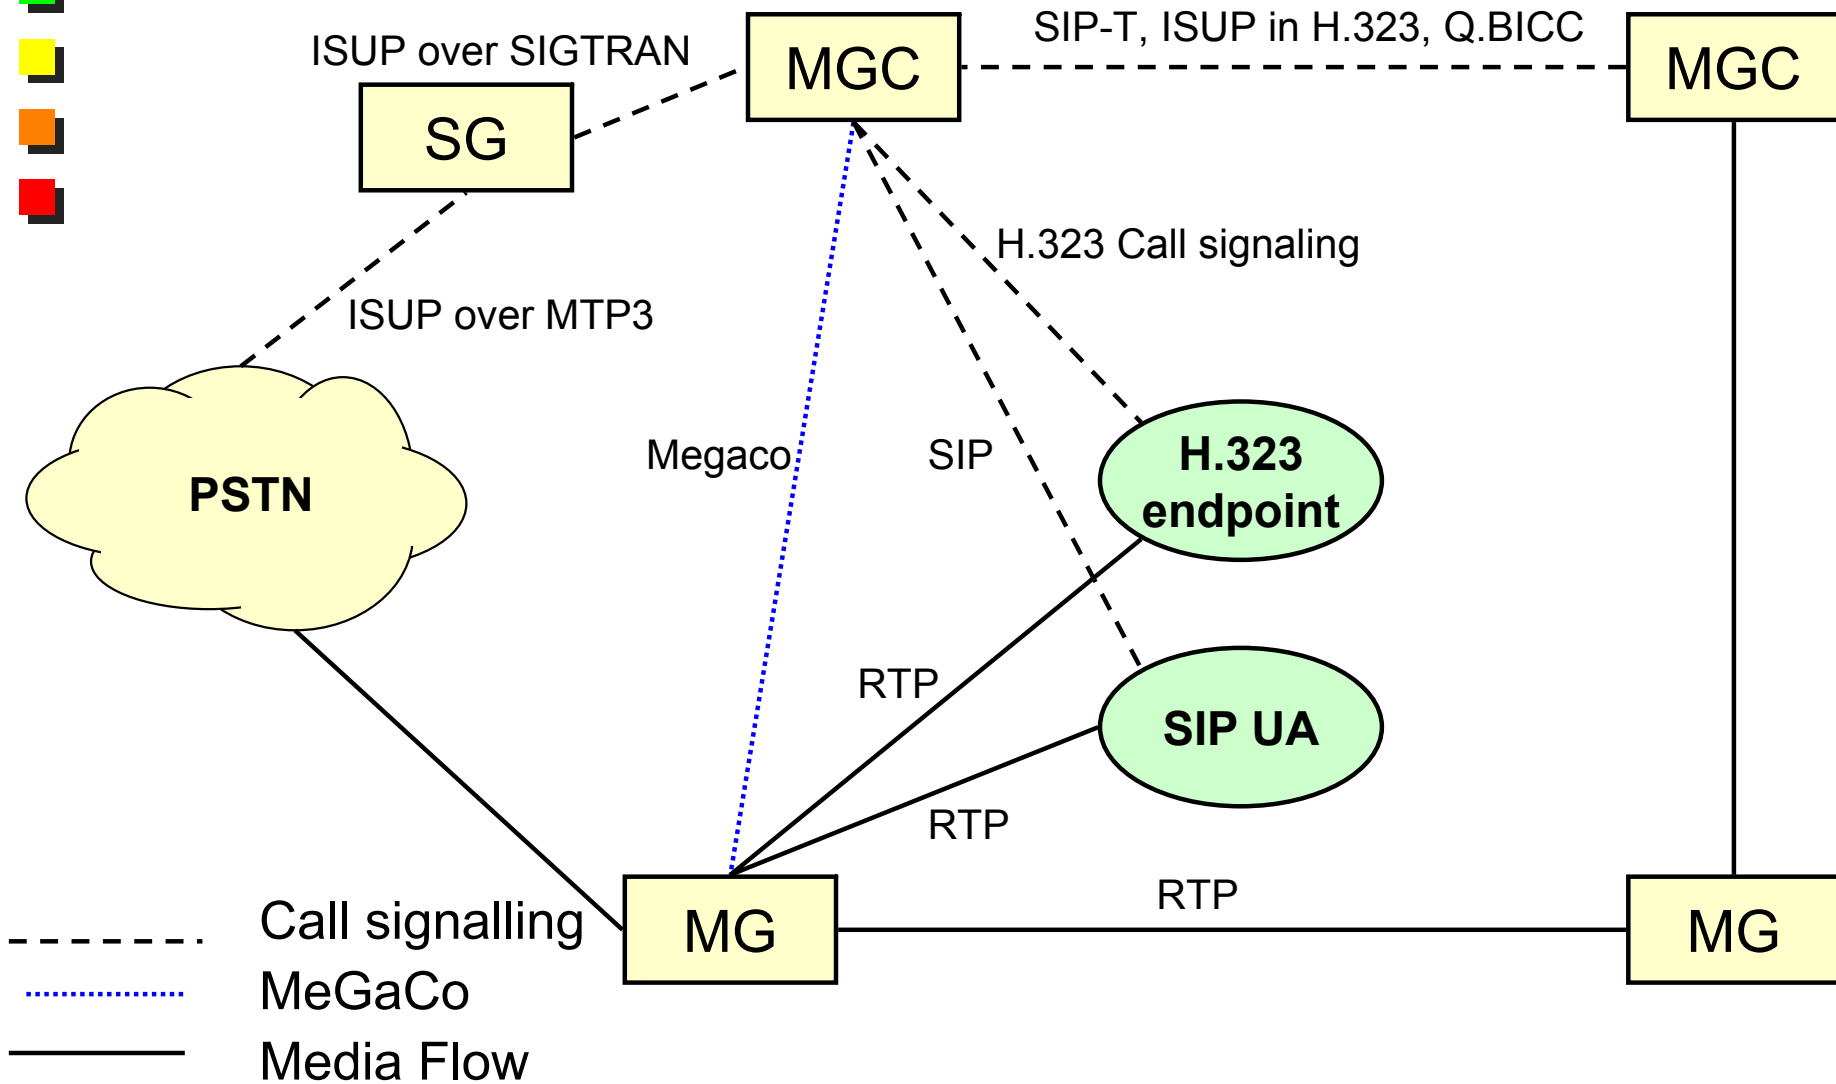 SIP-T, ISUP in H.323, Q.BICC
ISUP over SIGTRAN
MGC
MGC
SG
H.323 Call signaling
ISUP over MTP3
Megaco
SIP
H.323
endpoint
PSTN
RTP
SIP UA
RTP
RTP
MG
MG
Call signalling
MeGaCo
Media Flow